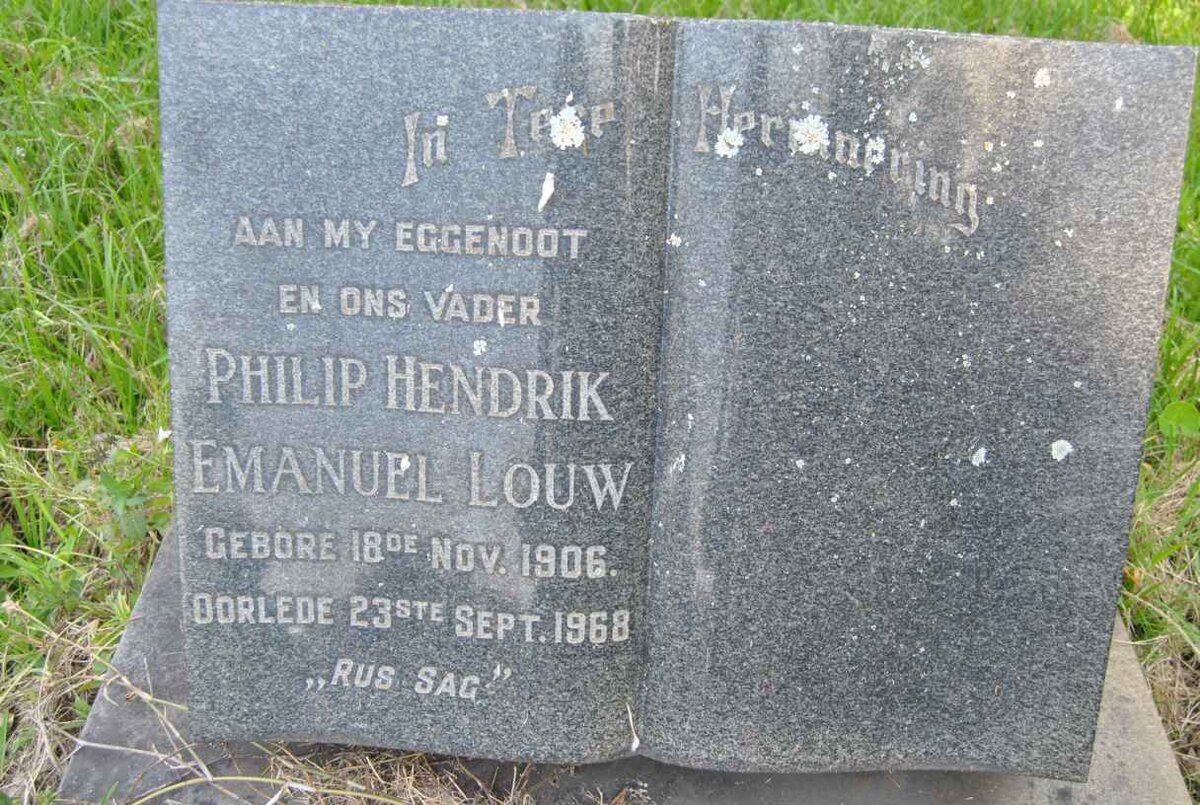 In Tere Herinnering
AAN MY EGGENOOT
EN ONS VADER
PHILIP HENDRIK
EMANUEL LOUW
GEBORE 18DE NOV. 1906.
OORLEDE 23STE SEPT. 1968
„RUS SAG"